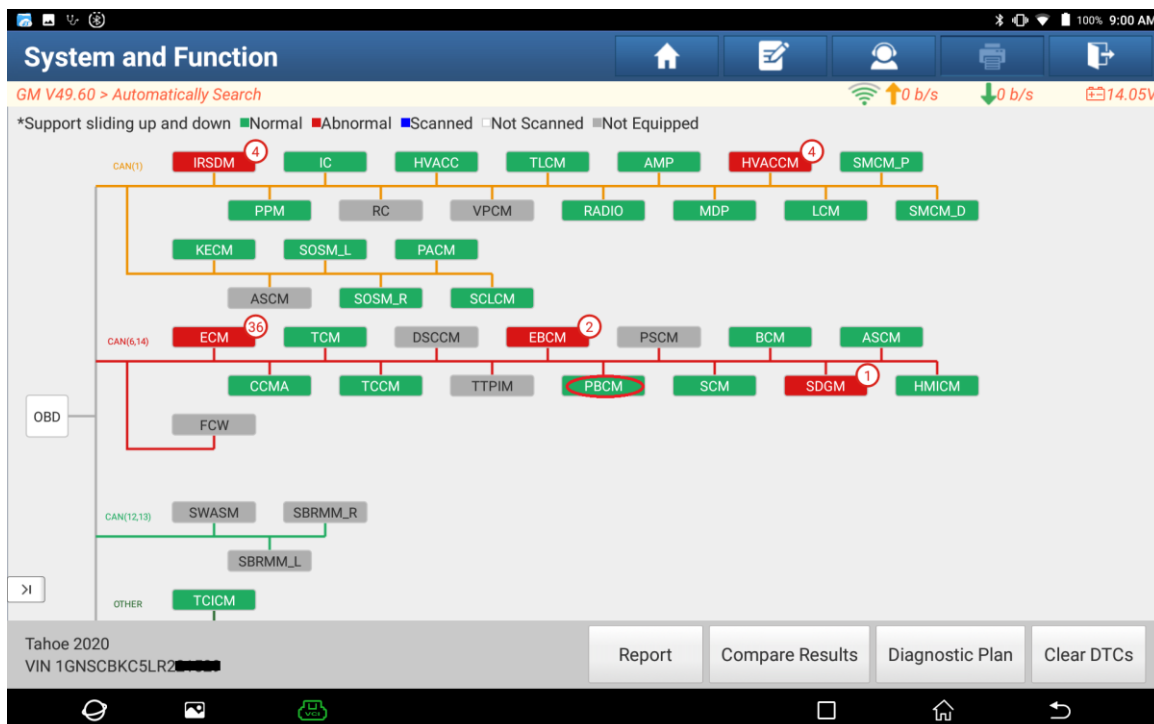 100% 9:00 AM
System and Function
GM V49.60 > Automatically Search
0 b/s 0 b/s 14.05V
*Support sliding up and down Normal Abnormal Scanned Not Scanned Not Equipped
CAN(1) IRSDM 4 IC HVACC TLCM AMP HVACCM 4 SMCM_P
PPM RC VPCM RADIO MDP LCM SMCM_D
KECM SOSM_L PACM
ASCM SOSM_R SCLCM
CAN(6,14) ECM 36 TCM DSCCM EBCM 2 PSCM BCM ASCM
CCMA TCCM TTPIM PBCM SCM SDGM 1 HMICM
OBD
FCW
CAN(12,13) SWASM SBRMM_R
SBRMM_L
OTHER TCICM
Tahoe 2020
VIN 1GNSCBKC5LR2
Report Compare Results Diagnostic Plan Clear DTCs
VCI